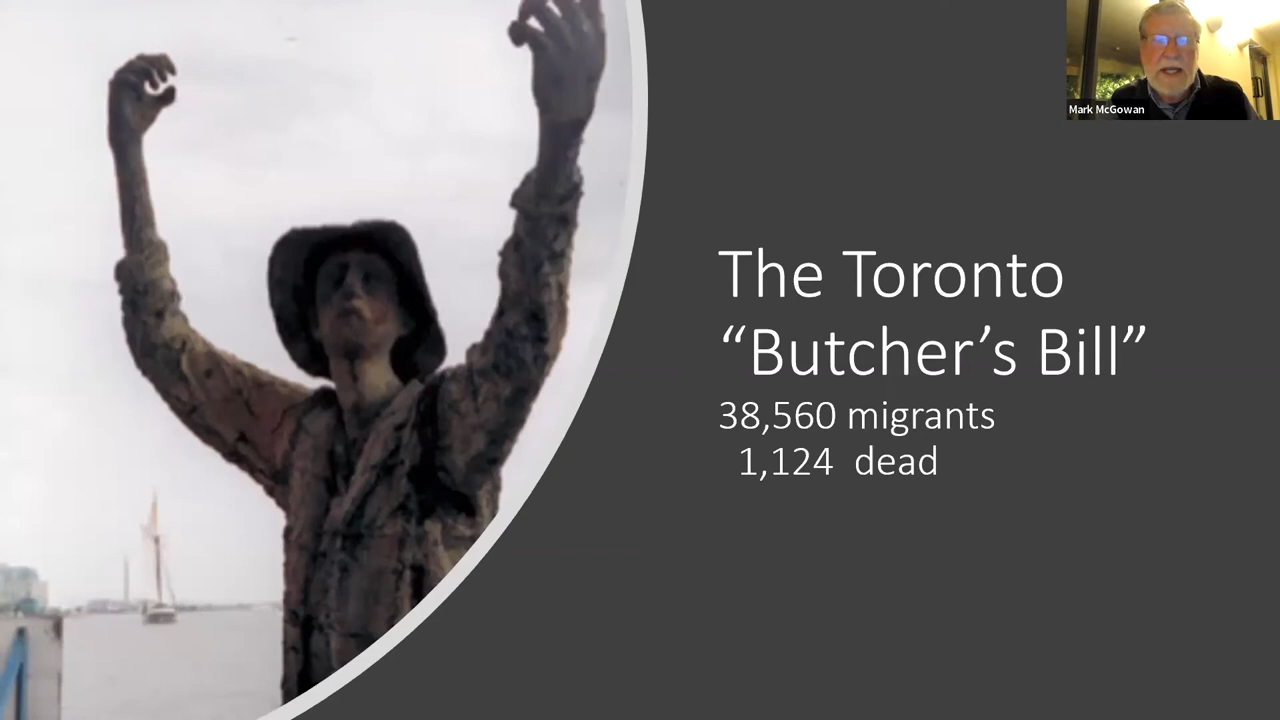 Mark McGowan
The Toronto
“Butcher’s Bill”
38,560 migrants
1,124 dead